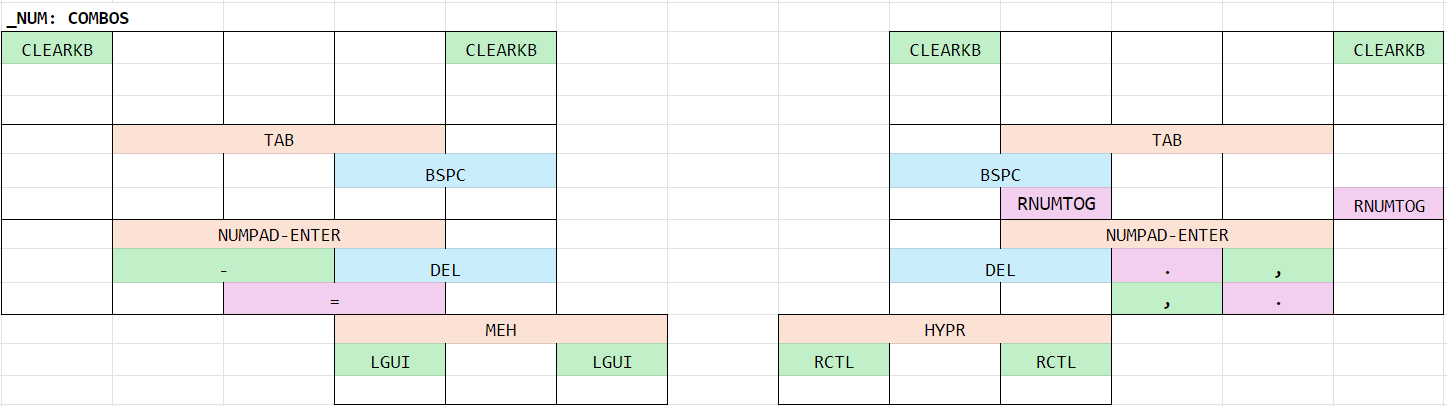 _NUM: COMBOS
CLEARKB CLEARKB CLEARKB CLEARKB
TAB TAB
BSPC BSPC
RNUMTOG RNUMTOG
NUMPAD-ENTER NUMPAD-ENTER
- DEL DEL . ,
= , .
MEH HYPR
LGUI LGUI RCTL RCTL